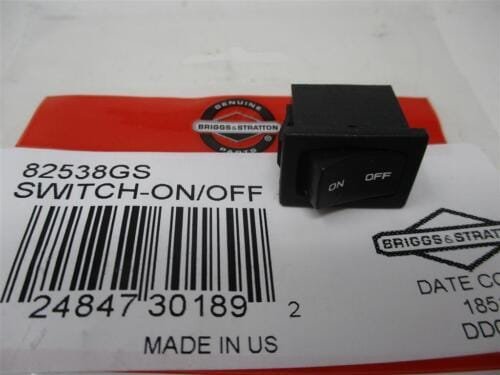 GENUINE
BRIGGS & STRATTON
PARTS
82538GS
SWITCH-ON/OFF
ON OFF
BRIGGS & STRATTON
24847 30189 2
DATE CO
185
MADE IN US